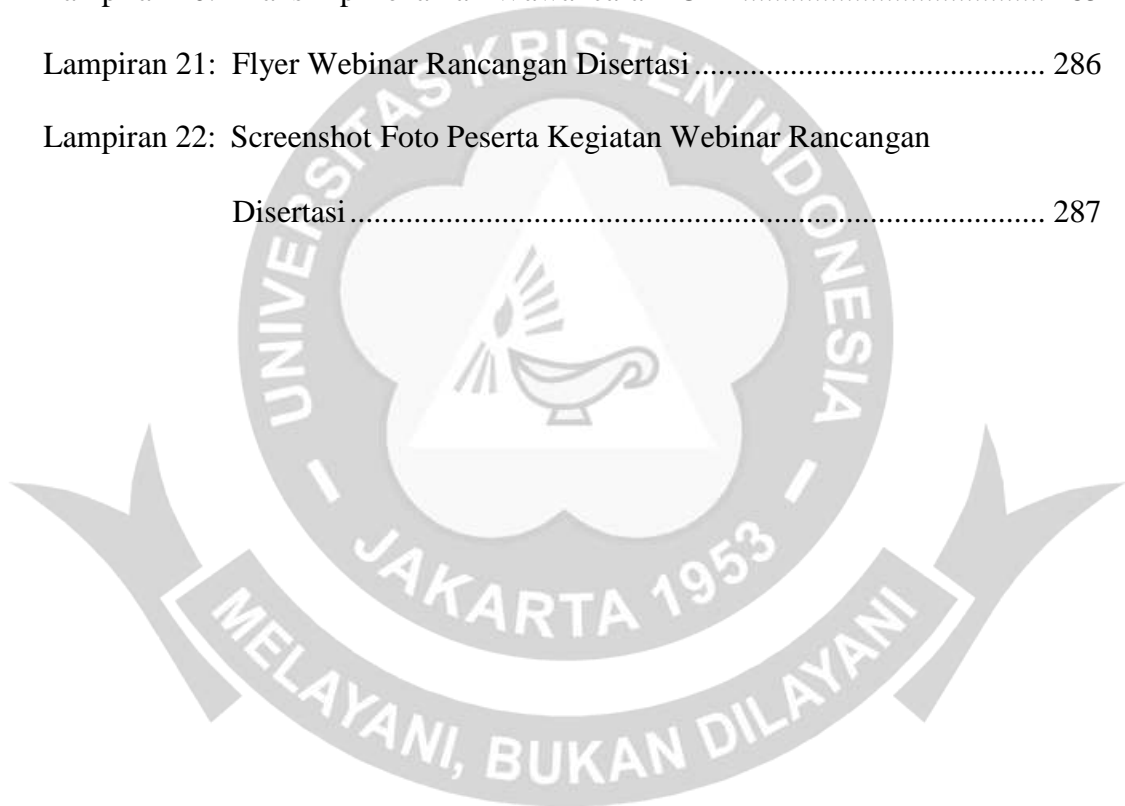 Lampiran 21: Flyer Webinar Rancangan Disertasi ............................................ 286
Lampiran 22: Screenshot Foto Peserta Kegiatan Webinar Rancangan
Disertasi ....................................................................................... 287
UNIVERSITAS KRISTEN INDONESIA
- JAKARTA 1953 -
MELAYANI, BUKAN DILAYANI